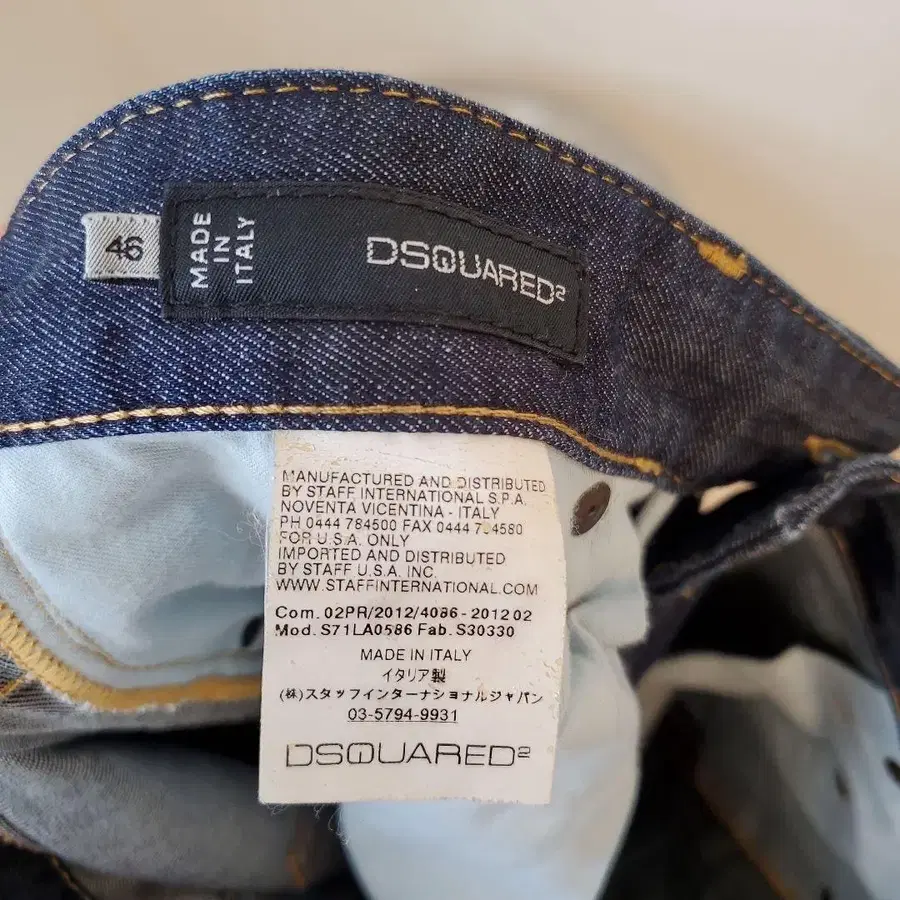 46
MADE
IN
ITALY
DSQUARED2
MANUFACTURED AND DISTRIBUTED
BY STAFF INTERNATIONAL S.P.A.
NOVENTA VICENTINA - ITALY
PH 0444 784500 FAX 0444 784580
FOR U.S.A. ONLY
IMPORTED AND DISTRIBUTED
BY STAFF U.S.A. INC.
WWW.STAFFINTERNATIONAL.COM
Com. 02PR/2012/4086 - 2012 02
Mod. S71LA0586 Fab. S30330
MADE IN ITALY
イタリア製
(株)スタッフインターナショナルジャパン
03-5794-9931
DSQUARED2